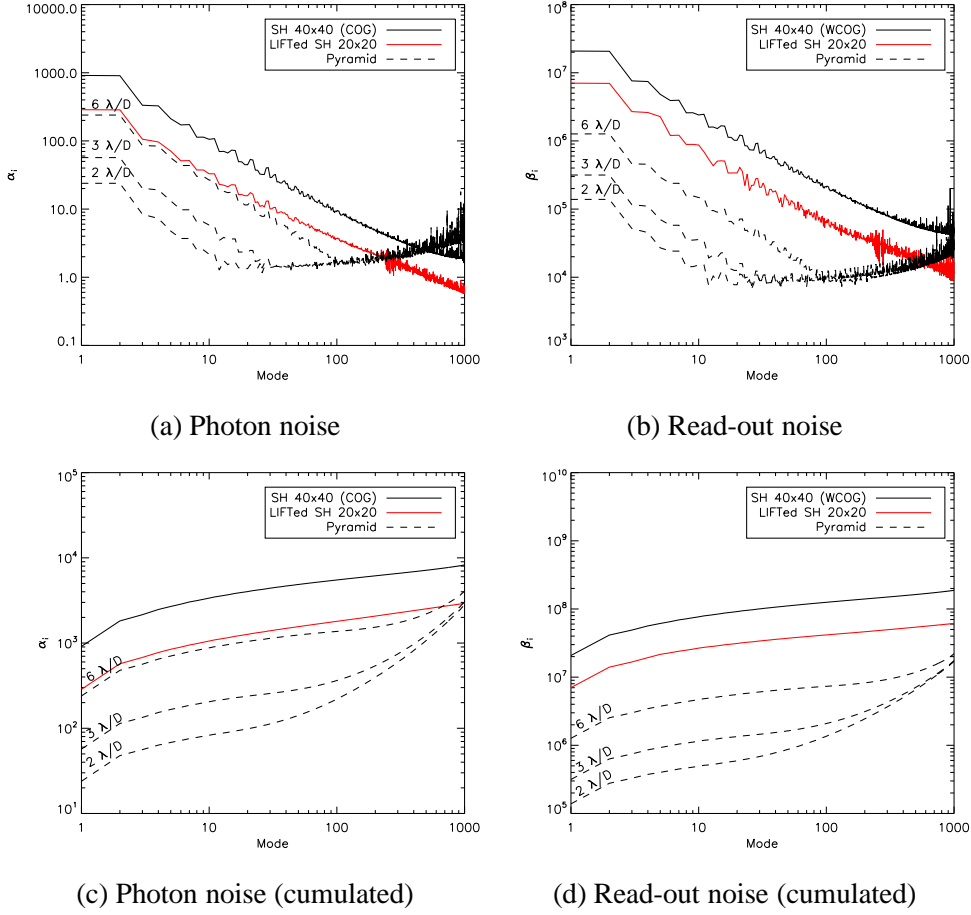 10000.0
1000.0
100.0
10.0
1.0
0.1
α_i
SH 40x40 (COG)
LIFTed SH 20x20
Pyramid
6 λ/D
3 λ/D
2 λ/D
1 10 100 1000
Mode
(a) Photon noise
10^8
10^7
10^6
10^5
10^4
10^3
β_i
SH 40x40 (WCOG)
LIFTed SH 20x20
Pyramid
6 λ/D
3 λ/D
2 λ/D
1 10 100 1000
Mode
(b) Read-out noise
10^5
10^4
10^3
10^2
10^1
α_i
SH 40x40 (COG)
LIFTed SH 20x20
Pyramid
6 λ/D
3 λ/D
2 λ/D
1 10 100 1000
Mode
(c) Photon noise (cumulated)
10^10
10^9
10^8
10^7
10^6
10^5
β_i
SH 40x40 (WCOG)
LIFTed SH 20x20
Pyramid
6 λ/D
3 λ/D
2 λ/D
1 10 100 1000
Mode
(d) Read-out noise (cumulated)